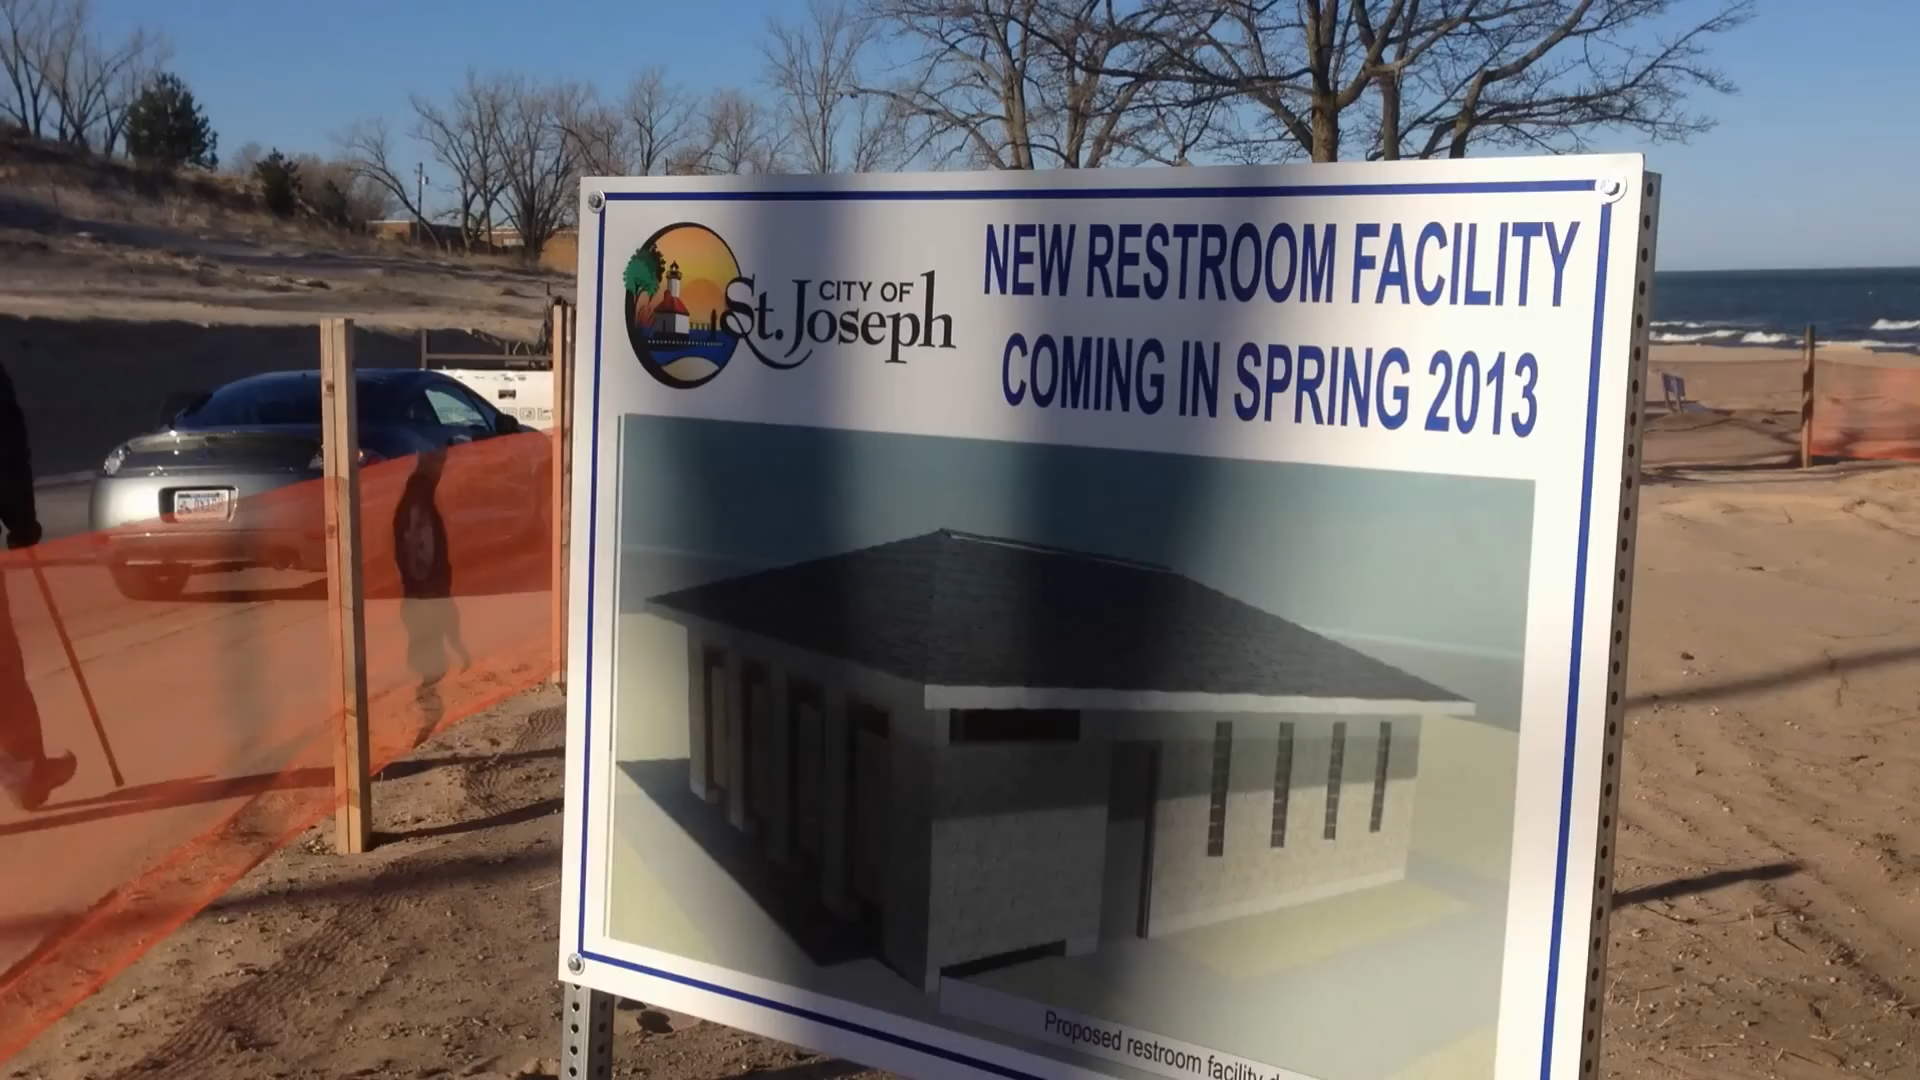 CITY OF
St. Joseph
NEW RESTROOM FACILITY
COMING IN SPRING 2013
Proposed restroom facility